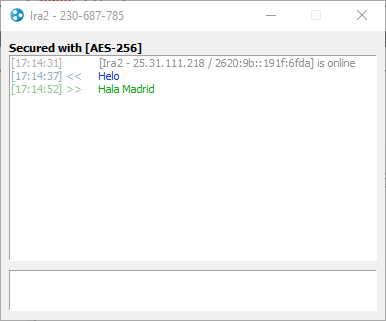 Ira2 - 230-687-785
Secured with [AES-256]
[17:14:31] [Ira2 - 25.31.111.218 / 2620:9b::191f:6fda] is online
[17:14:37] << Helo
[17:14:52] >> Hala Madrid